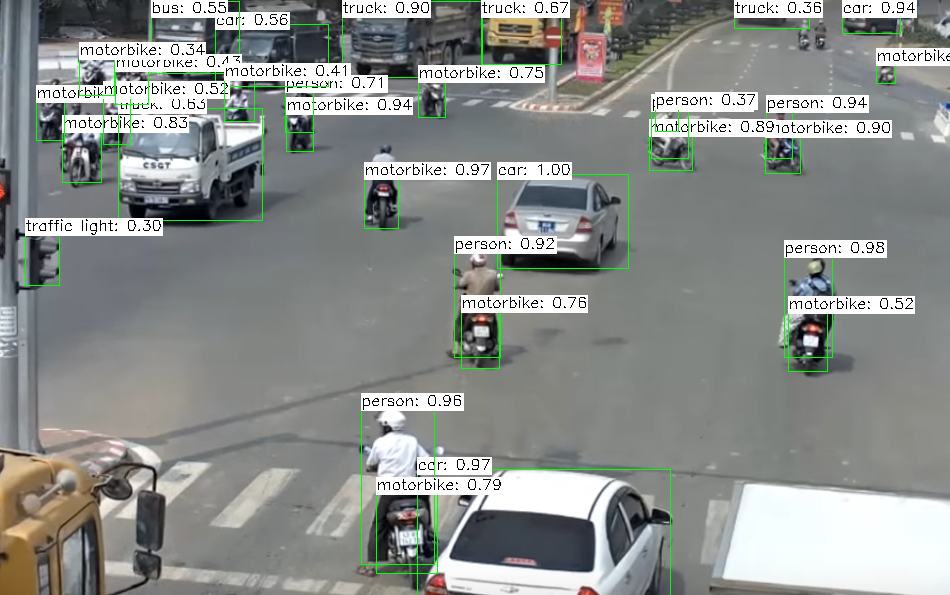 bus: 0.55
truck: 0.90
truck: 0.67
truck: 0.36
car: 0.94
car: 0.56
motorbike: 0.34
motorbike: 0.43
motorbike: 0.41
person: 0.71
motorbike: 0.75
motorbike
motorbik
motorbike: 0.52
truck: 0.63
motorbike: 0.94
person: 0.37
person: 0.94
motorbike: 0.83
motorbike: 0.89
motorbike: 0.90
CSGT
motorbike: 0.97
car: 1.00
traffic light: 0.30
person: 0.92
person: 0.98
motorbike: 0.76
motorbike: 0.52
person: 0.96
car: 0.97
motorbike: 0.79